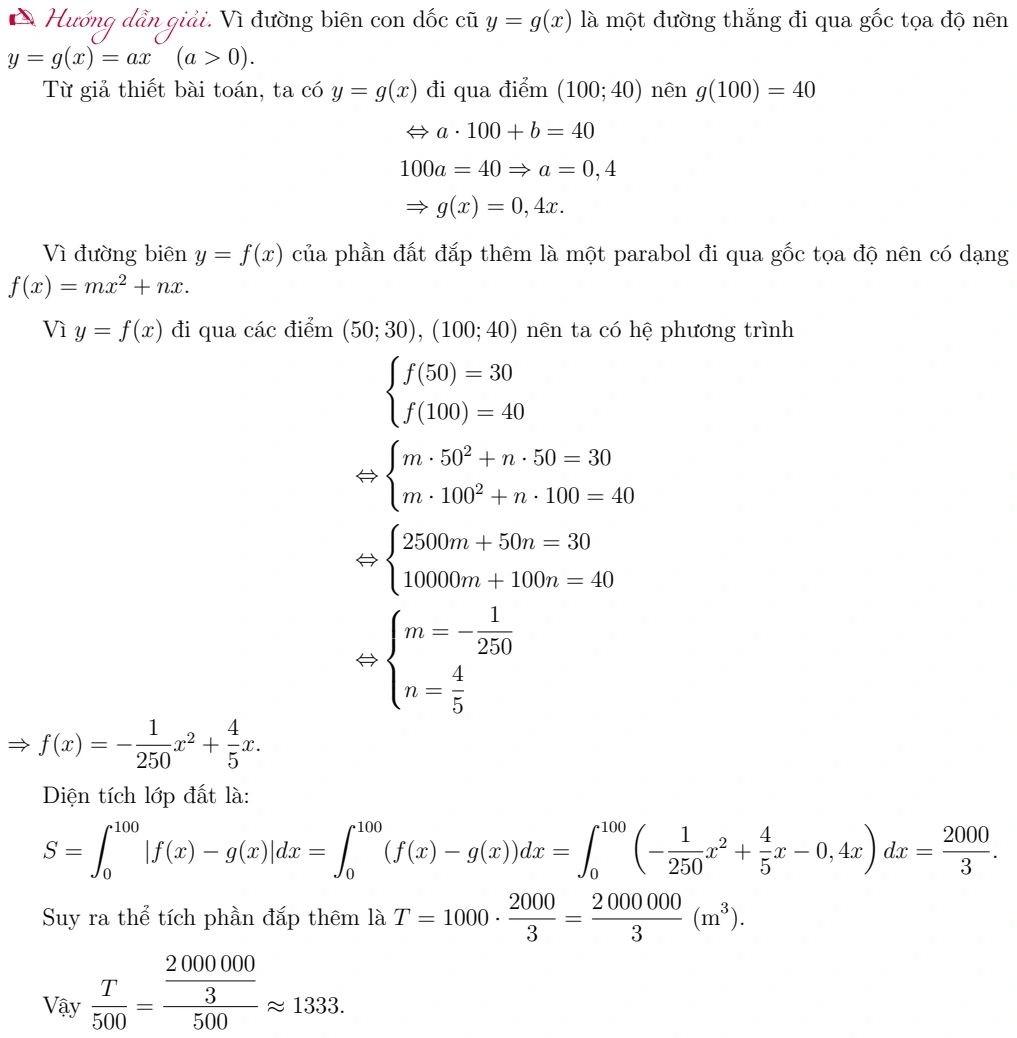 Hướng dẫn giải. Vì đường biên con dốc cũ y = g(x) là một đường thẳng đi qua gốc tọa độ nên
y = g(x) = ax (a > 0).
Từ giả thiết bài toán, ta có y = g(x) đi qua điểm (100; 40) nên g(100) = 40
⇔ a · 100 + b = 40
100a = 40 ⇒ a = 0, 4
⇒ g(x) = 0, 4x.
Vì đường biên y = f(x) của phần đất đắp thêm là một parabol đi qua gốc tọa độ nên có dạng
f(x) = mx² + nx.
Vì y = f(x) đi qua các điểm (50; 30), (100; 40) nên ta có hệ phương trình
{ f(50) = 30
f(100) = 40
⇔ { m · 50² + n · 50 = 30
m · 100² + n · 100 = 40
⇔ { 2500m + 50n = 30
10000m + 100n = 40
⇔ { m = −1/250
n = 4/5
⇒ f(x) = −1/250 x² + 4/5 x.
Diện tích lớp đất là:
S = ∫₀¹⁰⁰ |f(x) − g(x)|dx = ∫₀¹⁰⁰ (f(x) − g(x))dx = ∫₀¹⁰⁰ (−1/250 x² + 4/5 x − 0, 4x) dx = 2000/3.
Suy ra thể tích phần đắp thêm là T = 1000 · 2000/3 = 2 000 000/3 (m³).
Vậy T/500 = (2 000 000/3)/500 ≈ 1333.